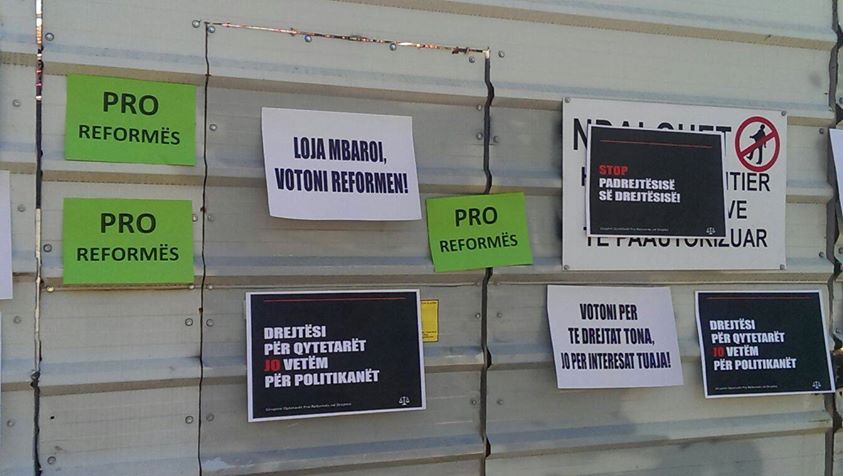 PRO
REFORMËS
LOJA MBAROI,
VOTONI REFORMEN!
STOP
PADREJTËSISË
SË DREJTËSISË!
TIER
VE
TË PAAUTORIZUAR
PRO
REFORMËS
PRO
REFORMËS
DREJTËSI
PËR QYTETARËT
JO VETËM
PËR POLITIKANËT
VOTONI PER
TE DREJTAT TONA,
JO PER INTERESAT TUAJA!
DREJTËSI
PËR QYTETARËT
JO VETËM
PËR POLITIKANËT